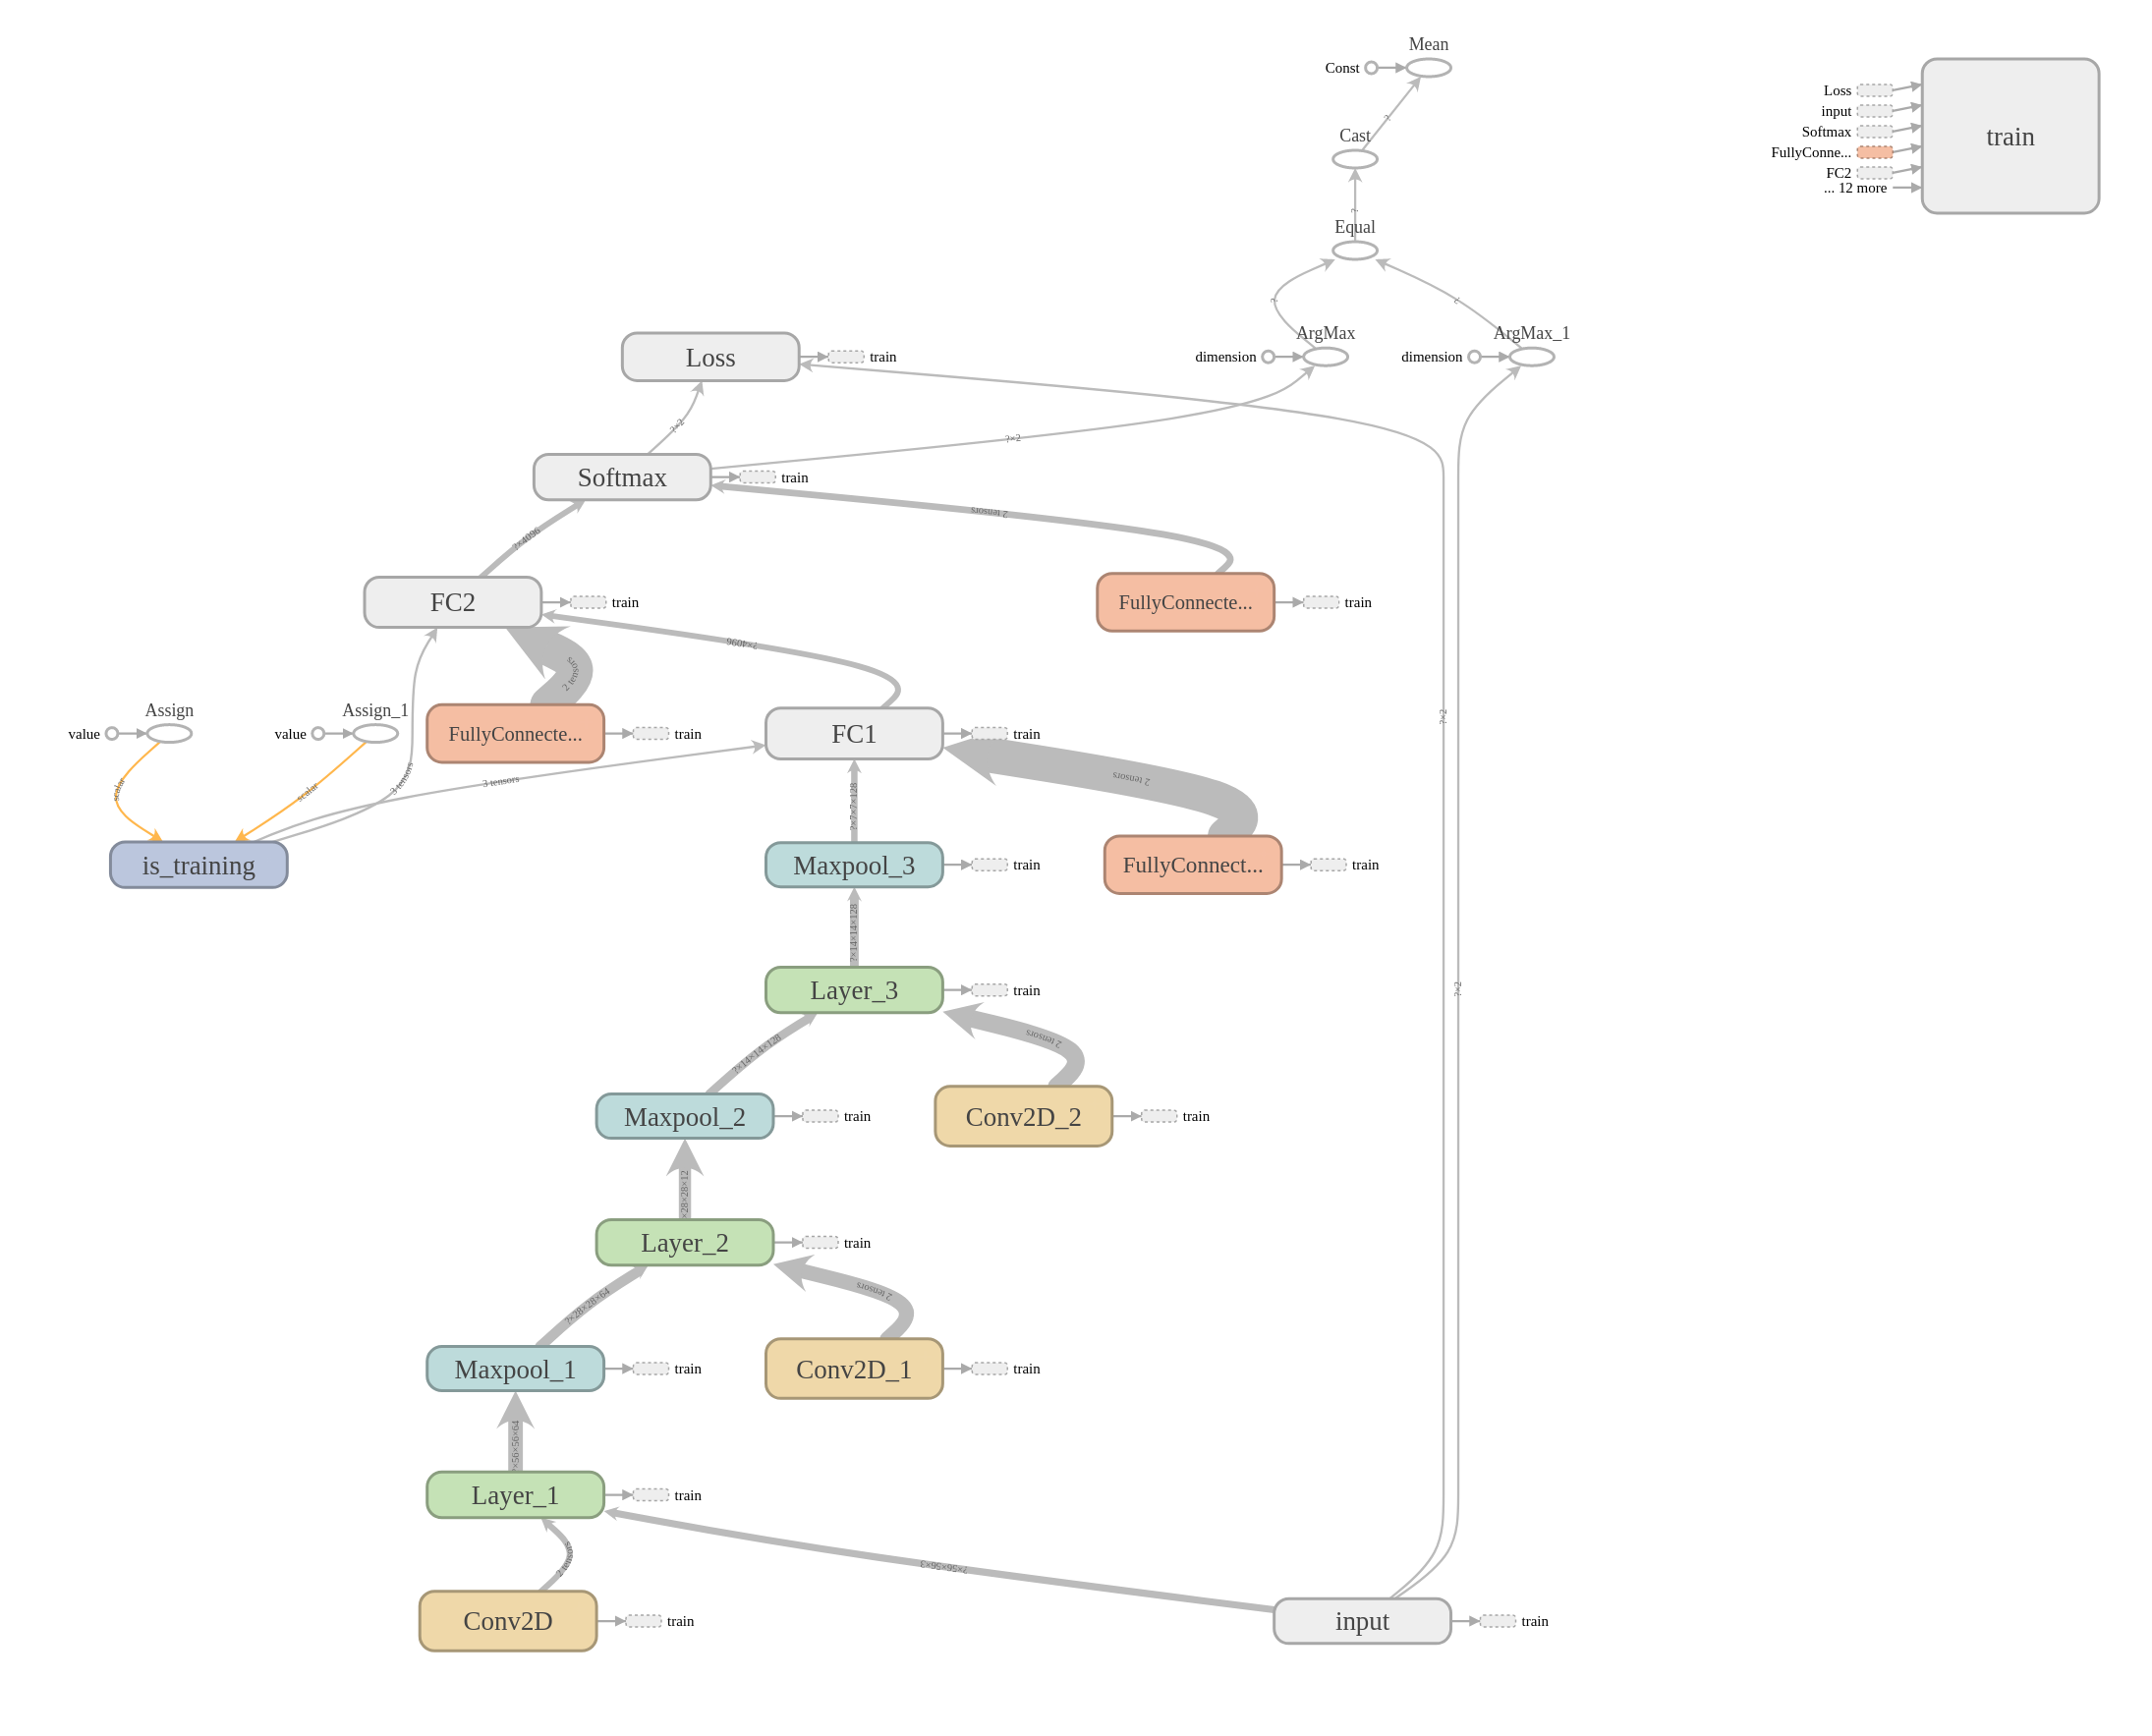 Mean
Const
Loss
input
Softmax
FullyConne...
FC2
... 12 more
train
?
Cast
?
Equal
?
?
ArgMax
ArgMax_1
dimension
dimension
Loss
train
?×2
?×2
Softmax
train
2 tensors
?×4096
FC2
train
FullyConnecte...
train
?×4096
2 tensors
Assign
Assign_1
value
value
FullyConnecte...
train
FC1
train
?×2
scalar
scalar
3 tensors
3 tensors
2 tensors
?×7×7×128
is_training
Maxpool_3
train
FullyConnect...
train
?×14×14×128
Layer_3
train
?×2
?×14×14×128
2 tensors
Maxpool_2
train
Conv2D_2
train
×28×28×12
Layer_2
train
?×28×28×64
2 tensors
Maxpool_1
train
Conv2D_1
train
?×56×56×64
Layer_1
train
2 tensors
?×56×56×3
Conv2D
train
input
train